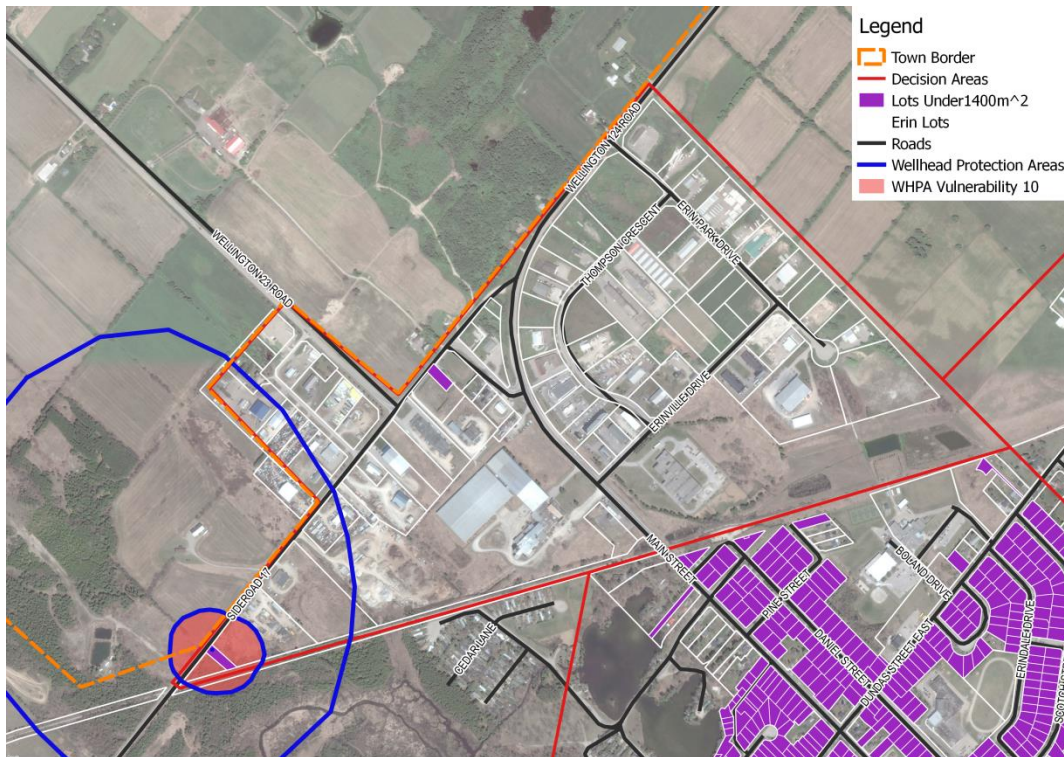 Legend
Town Border
Decision Areas
Lots Under1400m^2
Erin Lots
Roads
Wellhead Protection Areas
WHPA Vulnerability 10
WELLINGTON 124 ROAD
WELLINGTON 23 ROAD
THOMPSON CRESCENT
ERIN PARK DRIVE
ERINVILLE DRIVE
SIDEROAD 17
MAIN STREET
CEDAR LANE
PINE STREET
DANIEL STREET
DUNDAS STREET EAST
BOLAND DRIVE
ERINDALE DRIVE